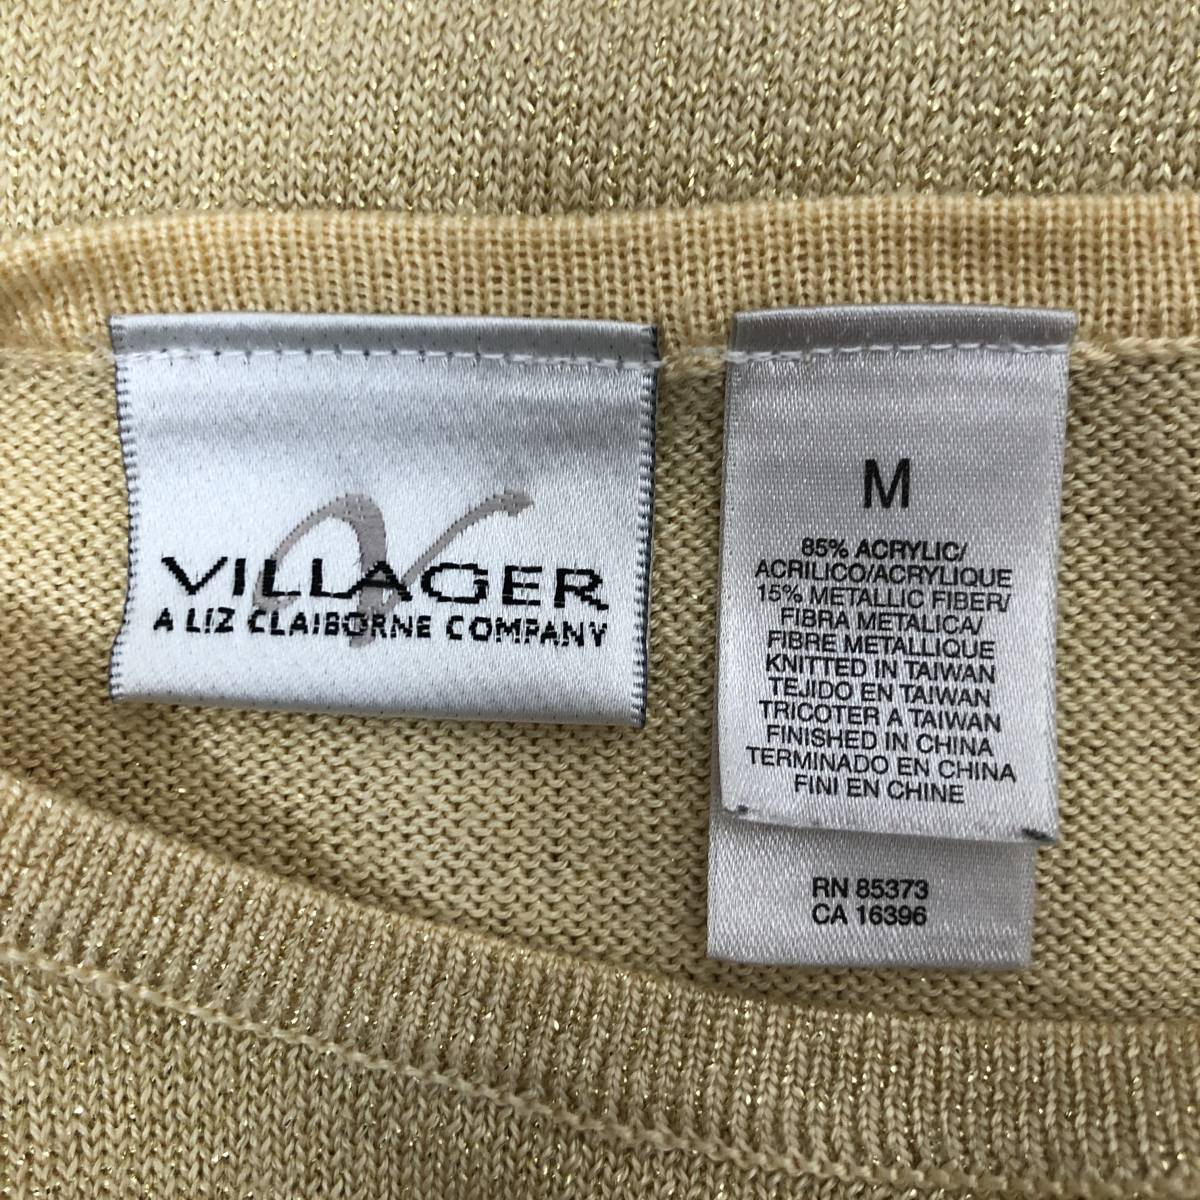 VILLAGER
A LIZ CLAIBORNE COMPANY
M
85% ACRYLIC/
ACRILICO/ACRYLIQUE
15% METALLIC FIBER/
FIBRA METALICA/
FIBRE METALLIQUE
KNITTED IN TAIWAN
TEJIDO EN TAIWAN
TRICOTER A TAIWAN
FINISHED IN CHINA
TERMINADO EN CHINA
FINI EN CHINE
RN 85373
CA 16396